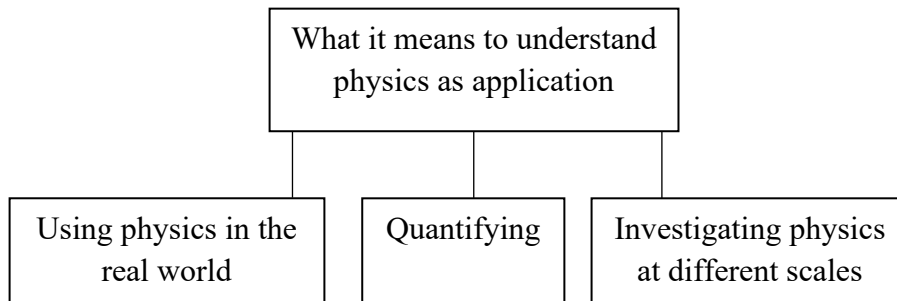 What it means to understand
physics as application
Using physics in the
real world
Quantifying
Investigating physics
at different scales